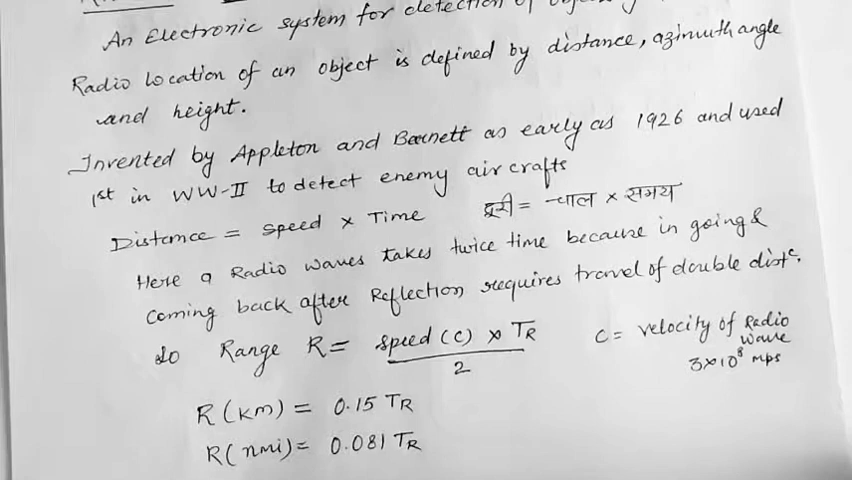 An Electronic system for detection of
Radio location of an object is defined by distance, azimuth angle
and height.
Invented by Appleton and Barnett as early as 1926 and used
1st in WW-II to detect enemy air crafts
Distance = speed x Time दूरी = चाल x समय
Here a Radio waves takes twice time because in going &
coming back after Reflection requires travel of double distc.
So Range R = speed (c) x TR / 2 C = velocity of Radio
wave
3x10⁸ mps
R (km) = 0.15 TR
R (nmi) = 0.081 TR